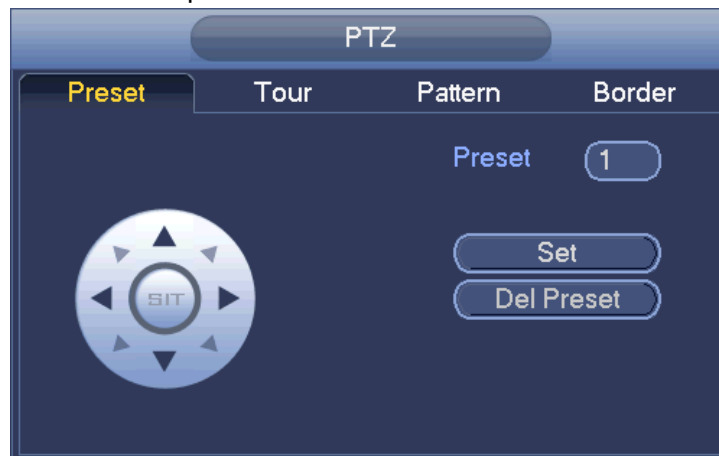 PTZ
Preset Tour Pattern Border
Preset 1
Set
SIT
Del Preset